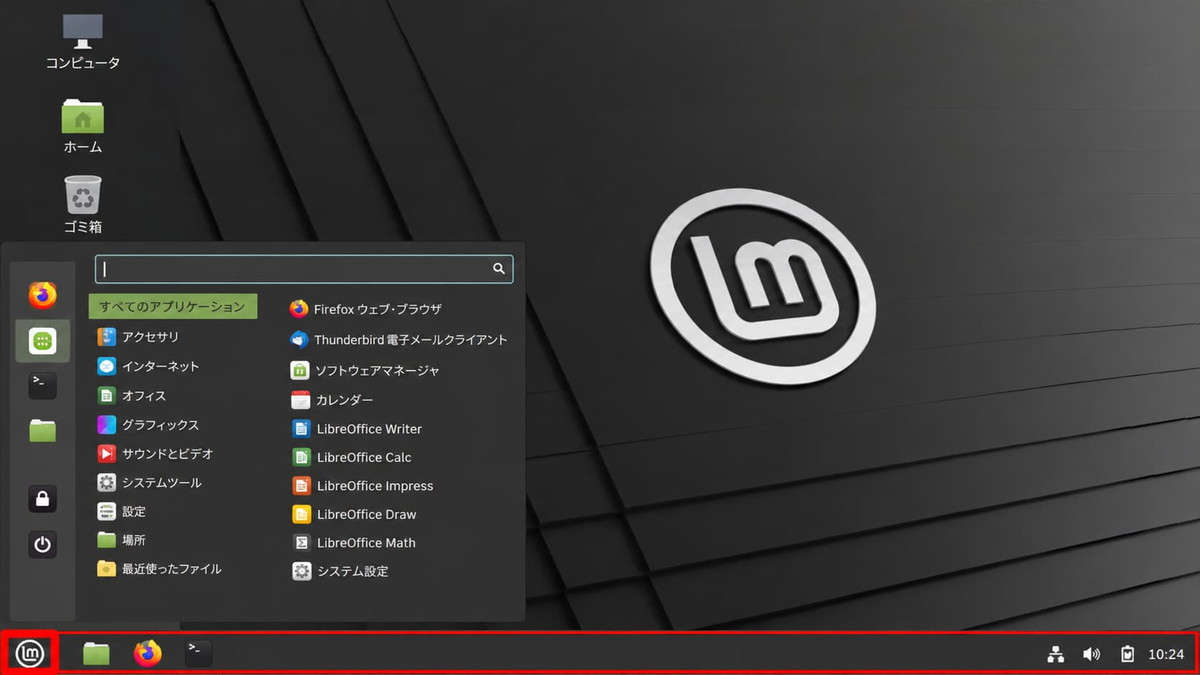 コンピュータ
ホーム
ゴミ箱
lm
すべてのアプリケーション
アクセサリ
インターネット
オフィス
グラフィックス
サウンドとビデオ
システムツール
設定
場所
最近使ったファイル
Firefox ウェブ・ブラウザ
Thunderbird 電子メールクライアント
ソフトウェアマネージャ
カレンダー
LibreOffice Writer
LibreOffice Calc
LibreOffice Impress
LibreOffice Draw
LibreOffice Math
システム設定
lm
10:24